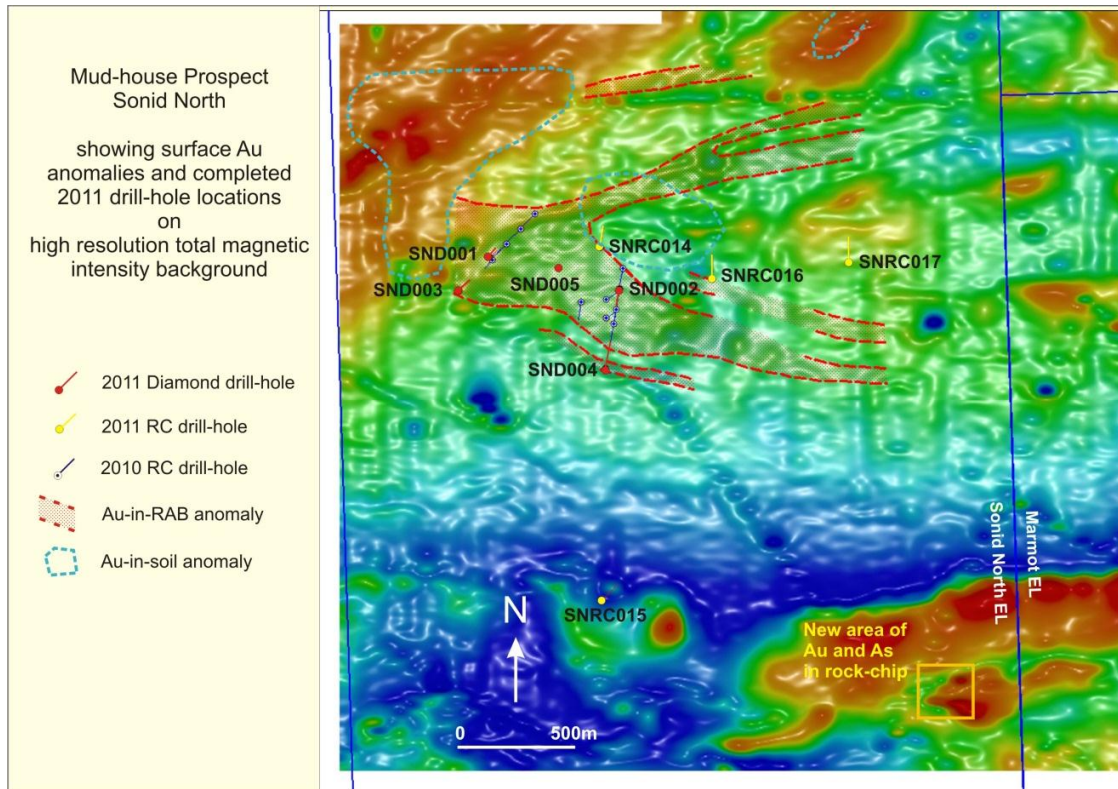 Mud-house Prospect
Sonid North
showing surface Au
anomalies and completed
2011 drill-hole locations
on
high resolution total magnetic
intensity background
2011 Diamond drill-hole
2011 RC drill-hole
2010 RC drill-hole
Au-in-RAB anomaly
Au-in-soil anomaly
SND001
SNRC014
SNRC017
SND003
SND005
SNRC016
SND002
SND004
Sonid North EL
Marmot EL
SNRC015
N
New area of
Au and As
in rock-chip
0 500m